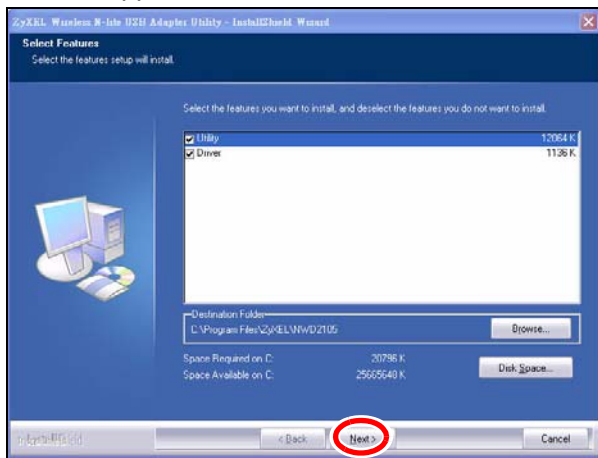 ZyXEL Wireless N-lite USB Adapter Utility - InstallShield Wizard
Select Features
Select the features setup will install.
Select the features you want to install, and deselect the features you do not want to install.
Utility 12064 K
Driver 1136 K
Destination Folder
C:\Program Files\ZyXEL\NWD2105
Browse...
Space Required on C: 20796 K
Space Available on C: 25605640 K
Disk Space...
InstallShield
< Back
Next >
Cancel